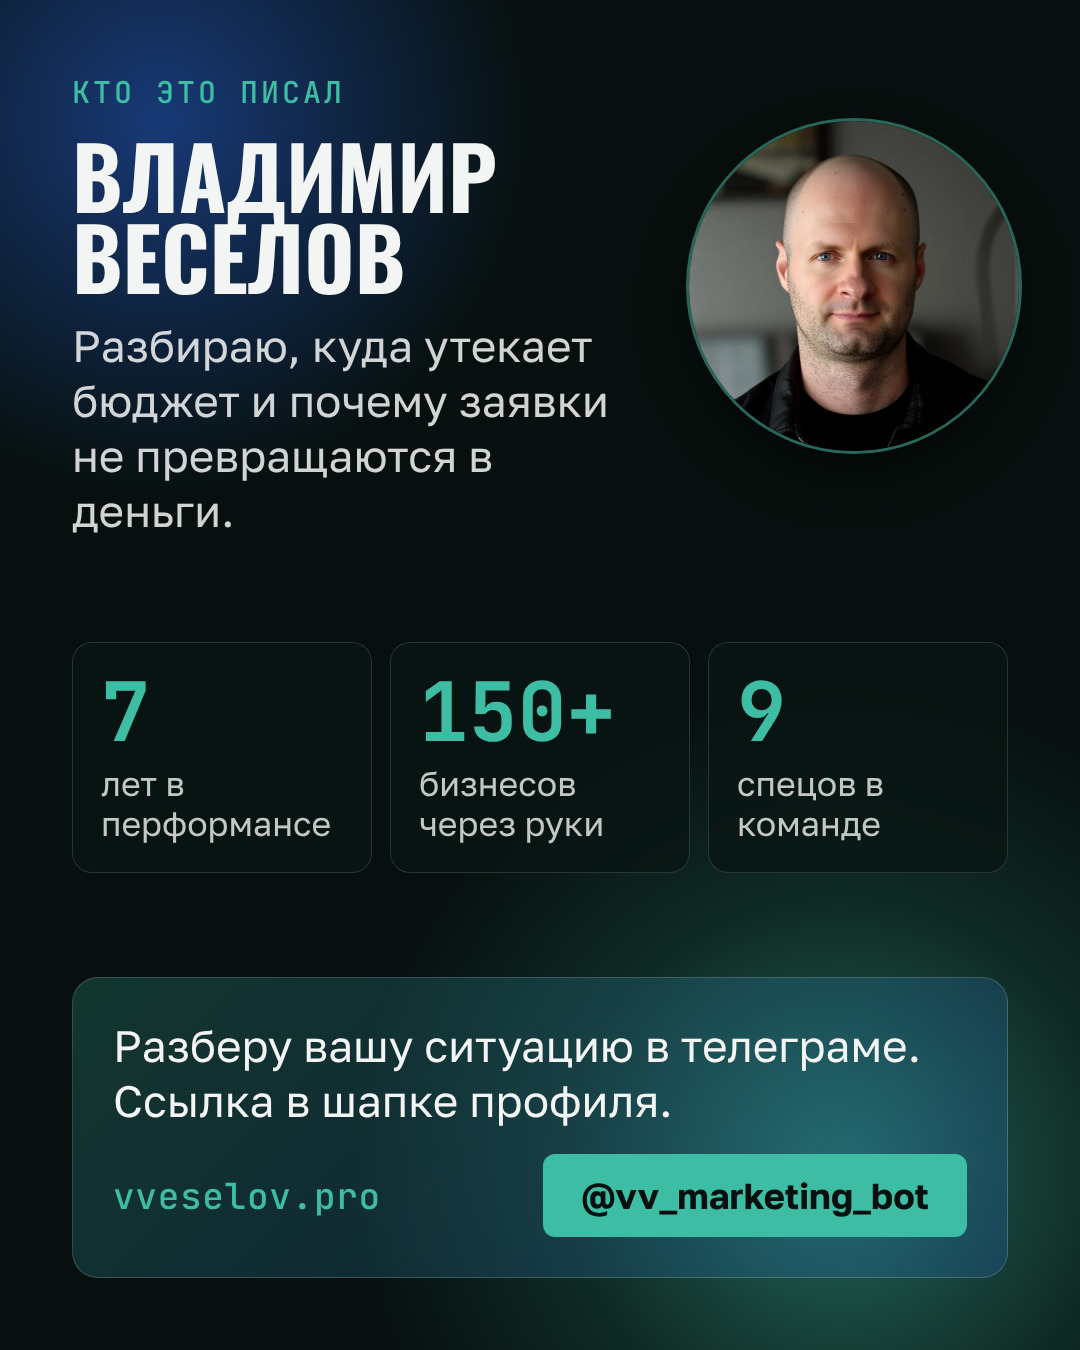 КТО ЭТО ПИСАЛ
ВЛАДИМИР
ВЕСЕЛОВ
Разбираю, куда утекает
бюджет и почему заявки
не превращаются в
деньги.
7
лет в
перформансе
150+
бизнесов
через руки
9
спецов в
команде
Разберу вашу ситуацию в телеграме.
Ссылка в шапке профиля.
vveselov.pro
@vv_marketing_bot